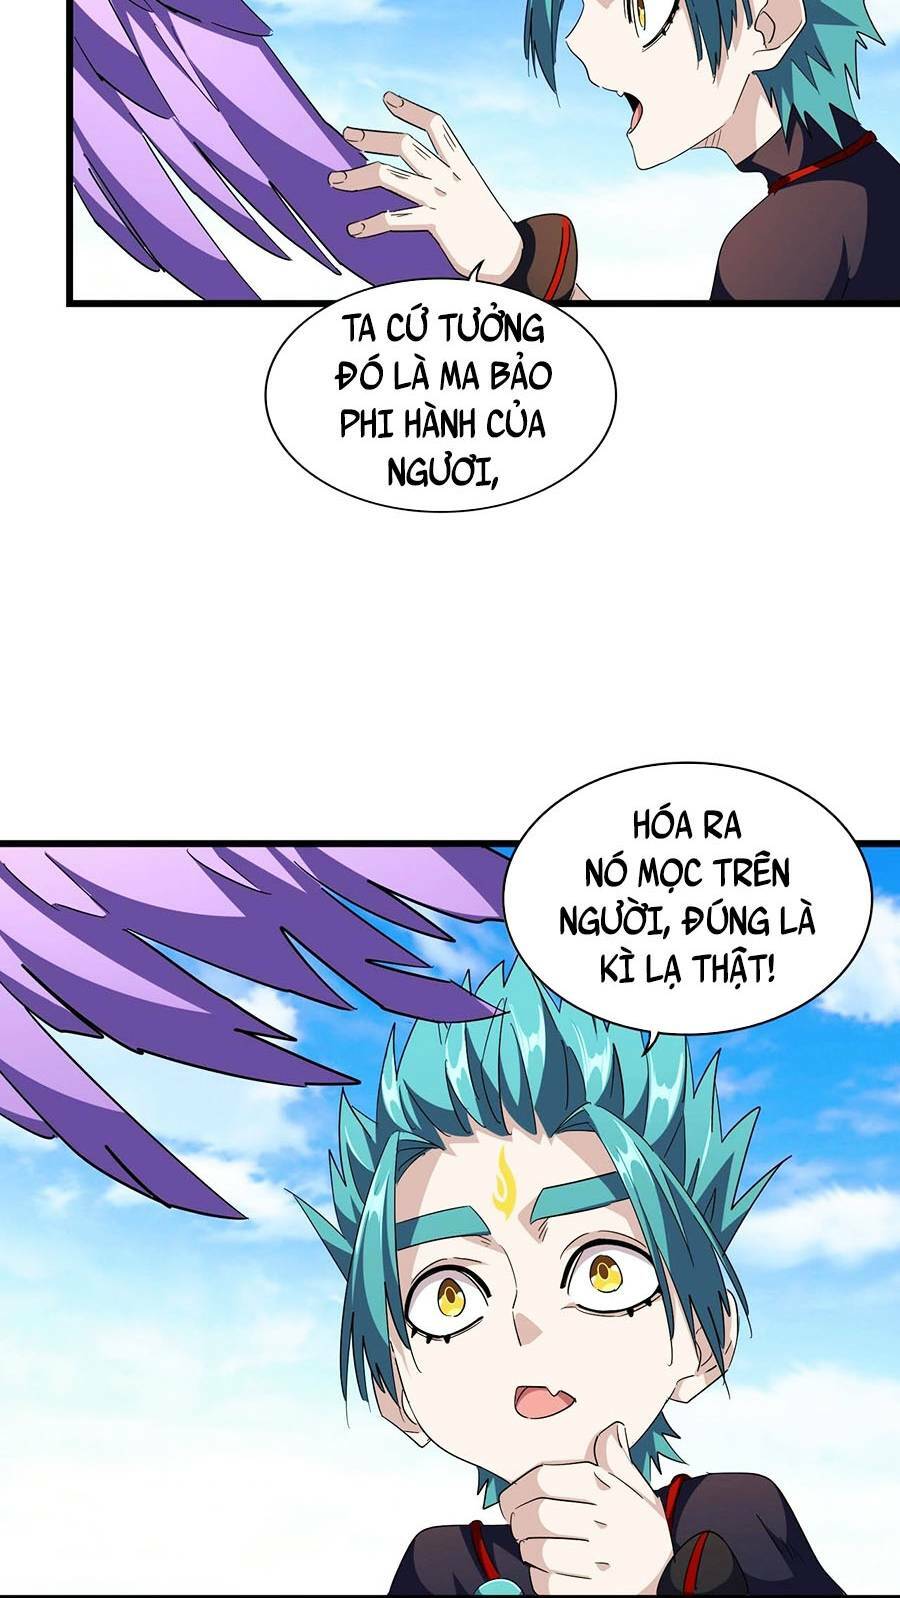 TA CỨ TƯỞNG
ĐÓ LÀ MA BẢO
PHI HÀNH CỦA
NGƯƠI,
HÓA RA
NÓ MỌC TRÊN
NGƯỜI, ĐÚNG LÀ
KÌ LẠ THẬT!